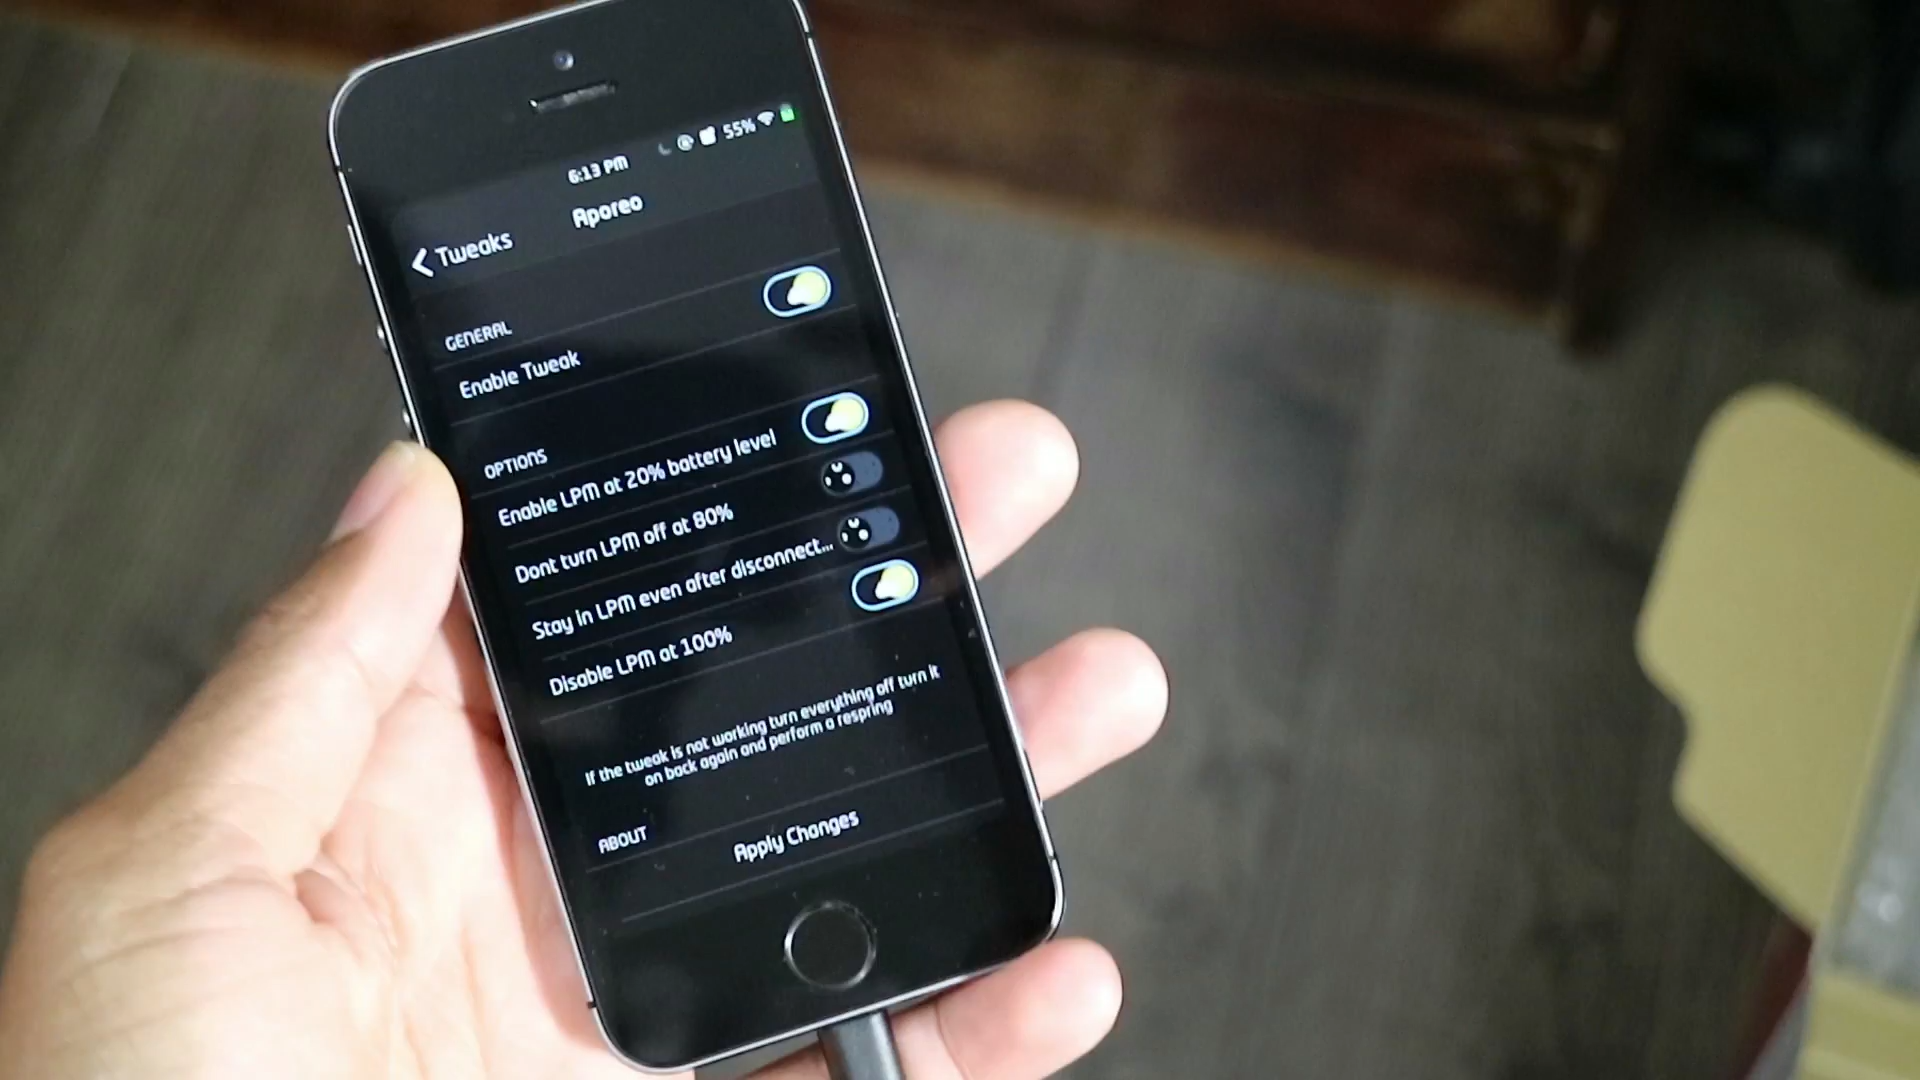 55%
6:13 PM
Aporeo
Tweaks
GENERAL
Enable Tweak
OPTIONS
Enable LPM at 20% battery level
Dont turn LPM off at 80%
Stay in LPM even after disconnect...
Disable LPM at 100%
If the tweak is not working turn everything off turn it
on back again and perform a respring
ABOUT
Apply Changes